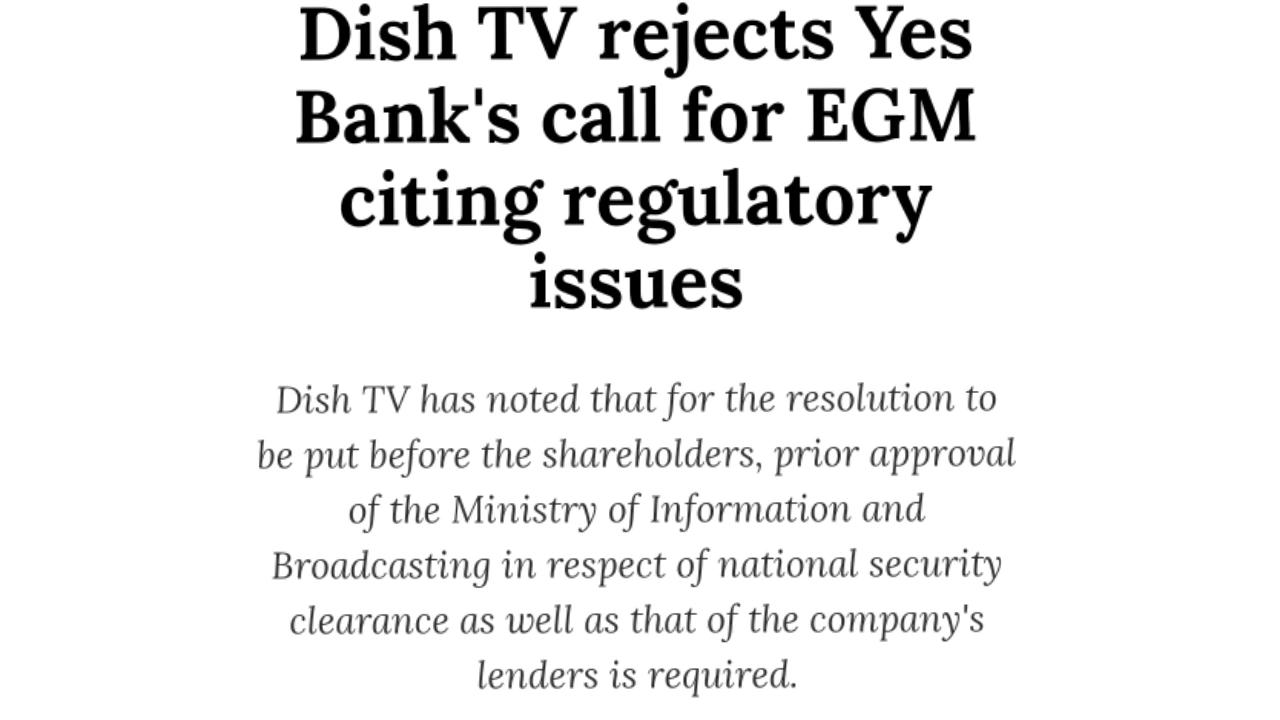 Dish TV rejects Yes
Bank's call for EGM
citing regulatory
issues
Dish TV has noted that for the resolution to
be put before the shareholders, prior approval
of the Ministry of Information and
Broadcasting in respect of national security
clearance as well as that of the company's
lenders is required.